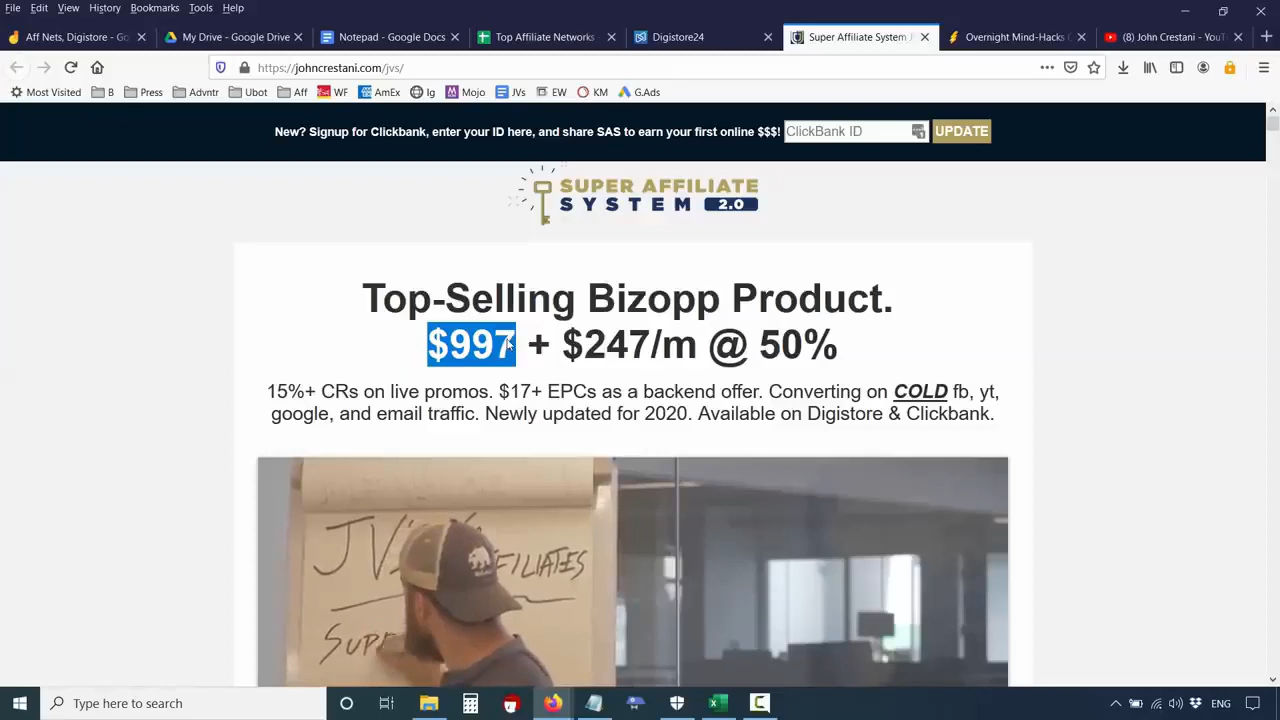 File Edit View History Bookmarks Tools Help
Aff Nets, Digistore - G
My Drive - Google Drive
Notepad - Google Docs
Top Affiliate Networks
Digistore24
Super Affiliate System
Overnight Mind-Hacks
(8) John Crestani - YouT
https://johncrestani.com/jvs/
Most Visited B Press Advntr Ubot Aff WF AmEx Ig Mojo JVs EW KM G.Ads
New? Signup for Clickbank, enter your ID here, and share SAS to earn your first online $$$! ClickBank ID UPDATE
SUPER AFFILIATE
SYSTEM 2.0
Top-Selling Bizopp Product.
$997 + $247/m @ 50%
15%+ CRs on live promos. $17+ EPCs as a backend offer. Converting on COLD fb, yt,
google, and email traffic. Newly updated for 2020. Available on Digistore & Clickbank.
JV's
FILIATES
SUP
Type here to search
ENG